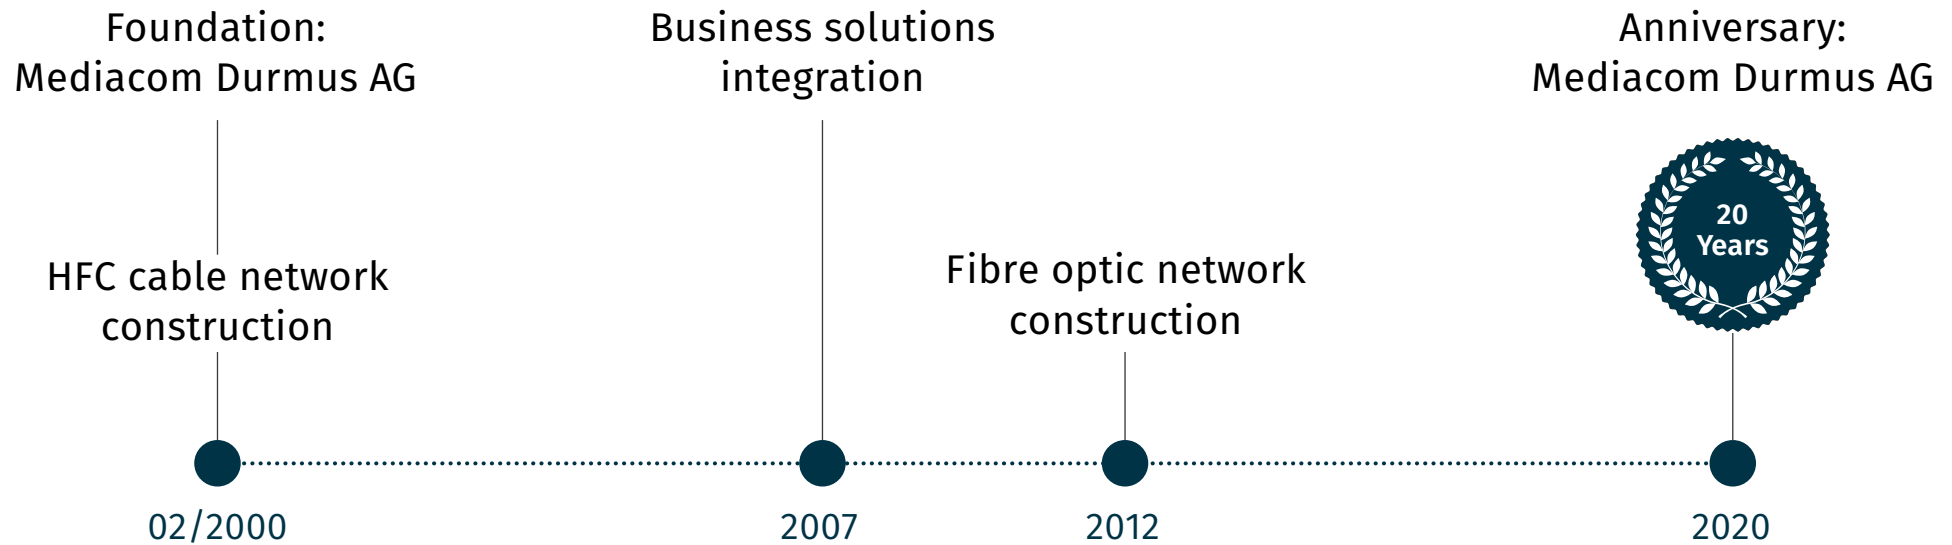 Foundation:
Mediacom Durmus AG
HFC cable network
construction
02/2000
Business solutions
integration
2007
Fibre optic network
construction
2012
Anniversary:
Mediacom Durmus AG
20
Years
2020